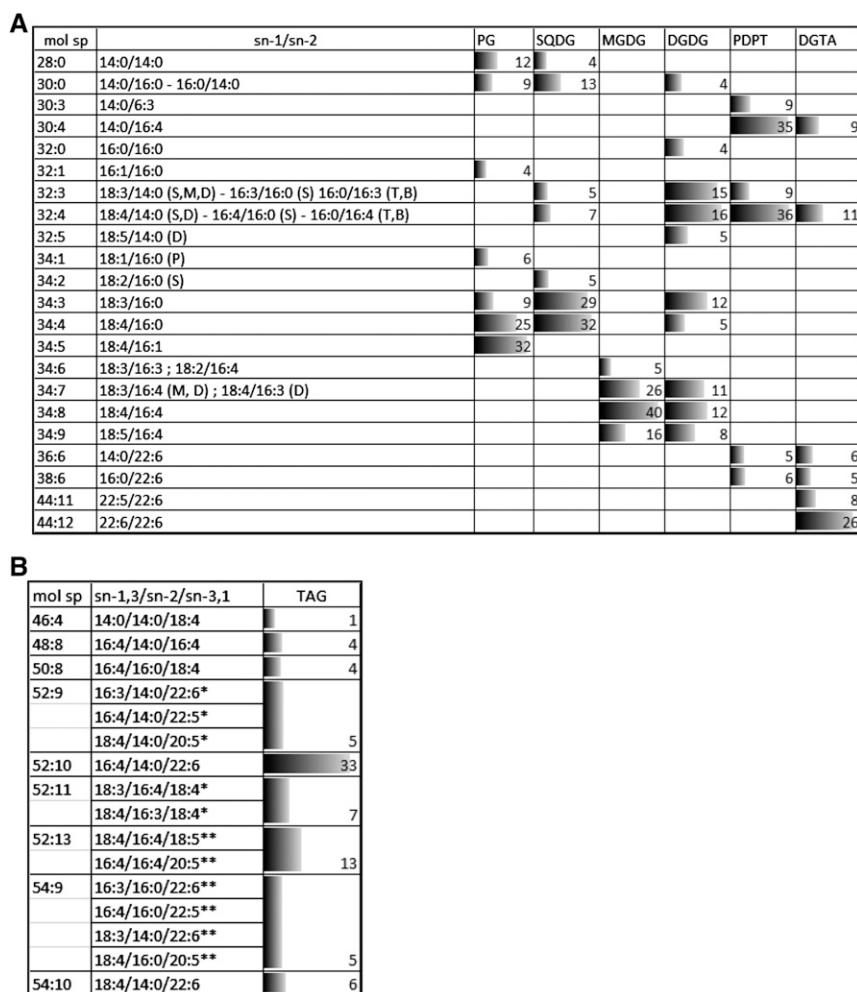 A
mol sp sn-1/sn-2 PG SQDG MGDG DGDG PDPT DGTA
28:0 14:0/14:0 12 4
30:0 14:0/16:0 - 16:0/14:0 9 13 4
30:3 14:0/6:3 9
30:4 14:0/16:4 35 9
32:0 16:0/16:0 4
32:1 16:1/16:0 4
32:3 18:3/14:0 (S,M,D) - 16:3/16:0 (S) 16:0/16:3 (T,B) 5 15 9
32:4 18:4/14:0 (S,D) - 16:4/16:0 (S) - 16:0/16:4 (T,B) 7 16 36 11
32:5 18:5/14:0 (D) 5
34:1 18:1/16:0 (P) 6
34:2 18:2/16:0 (S) 5
34:3 18:3/16:0 9 29 12
34:4 18:4/16:0 25 32 5
34:5 18:4/16:1 32
34:6 18:3/16:3 ; 18:2/16:4 5
34:7 18:3/16:4 (M, D) ; 18:4/16:3 (D) 26 11
34:8 18:4/16:4 40 12
34:9 18:5/16:4 16 8
36:6 14:0/22:6 5 6
38:6 16:0/22:6 6 5
44:11 22:5/22:6 8
44:12 22:6/22:6 26
B
mol sp sn-1,3/sn-2/sn-3,1 TAG
46:4 14:0/14:0/18:4 1
48:8 16:4/14:0/16:4 4
50:8 16:4/16:0/18:4 4
52:9 16:3/14:0/22:6*
16:4/14:0/22:5*
18:4/14:0/20:5* 5
52:10 16:4/14:0/22:6 33
52:11 18:3/16:4/18:4*
18:4/16:3/18:4* 7
52:13 18:4/16:4/18:5**
16:4/16:4/20:5** 13
54:9 16:3/16:0/22:6**
16:4/16:0/22:5**
18:3/14:0/22:6**
18:4/16:0/20:5** 5
54:10 18:4/14:0/22:6 6